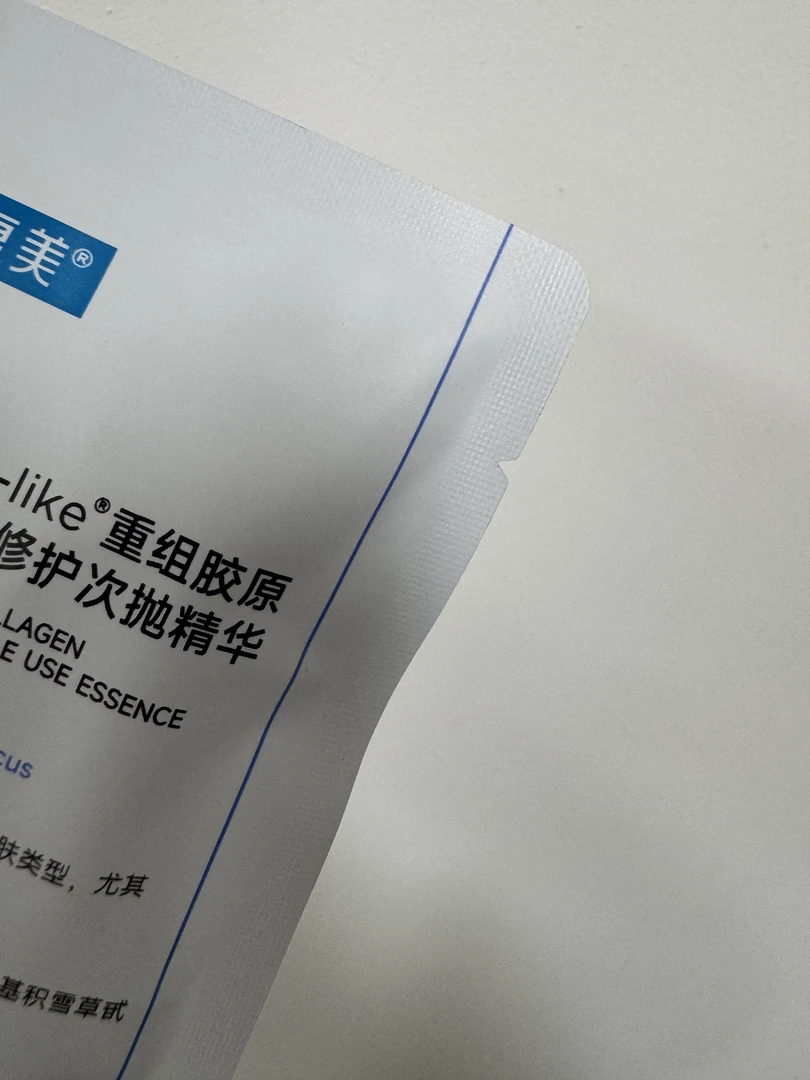 美®
-like®重组胶原
修护次抛精华
LLAGEN
E USE ESSENCE
cus
肤类型，尤其
基积雪草甙